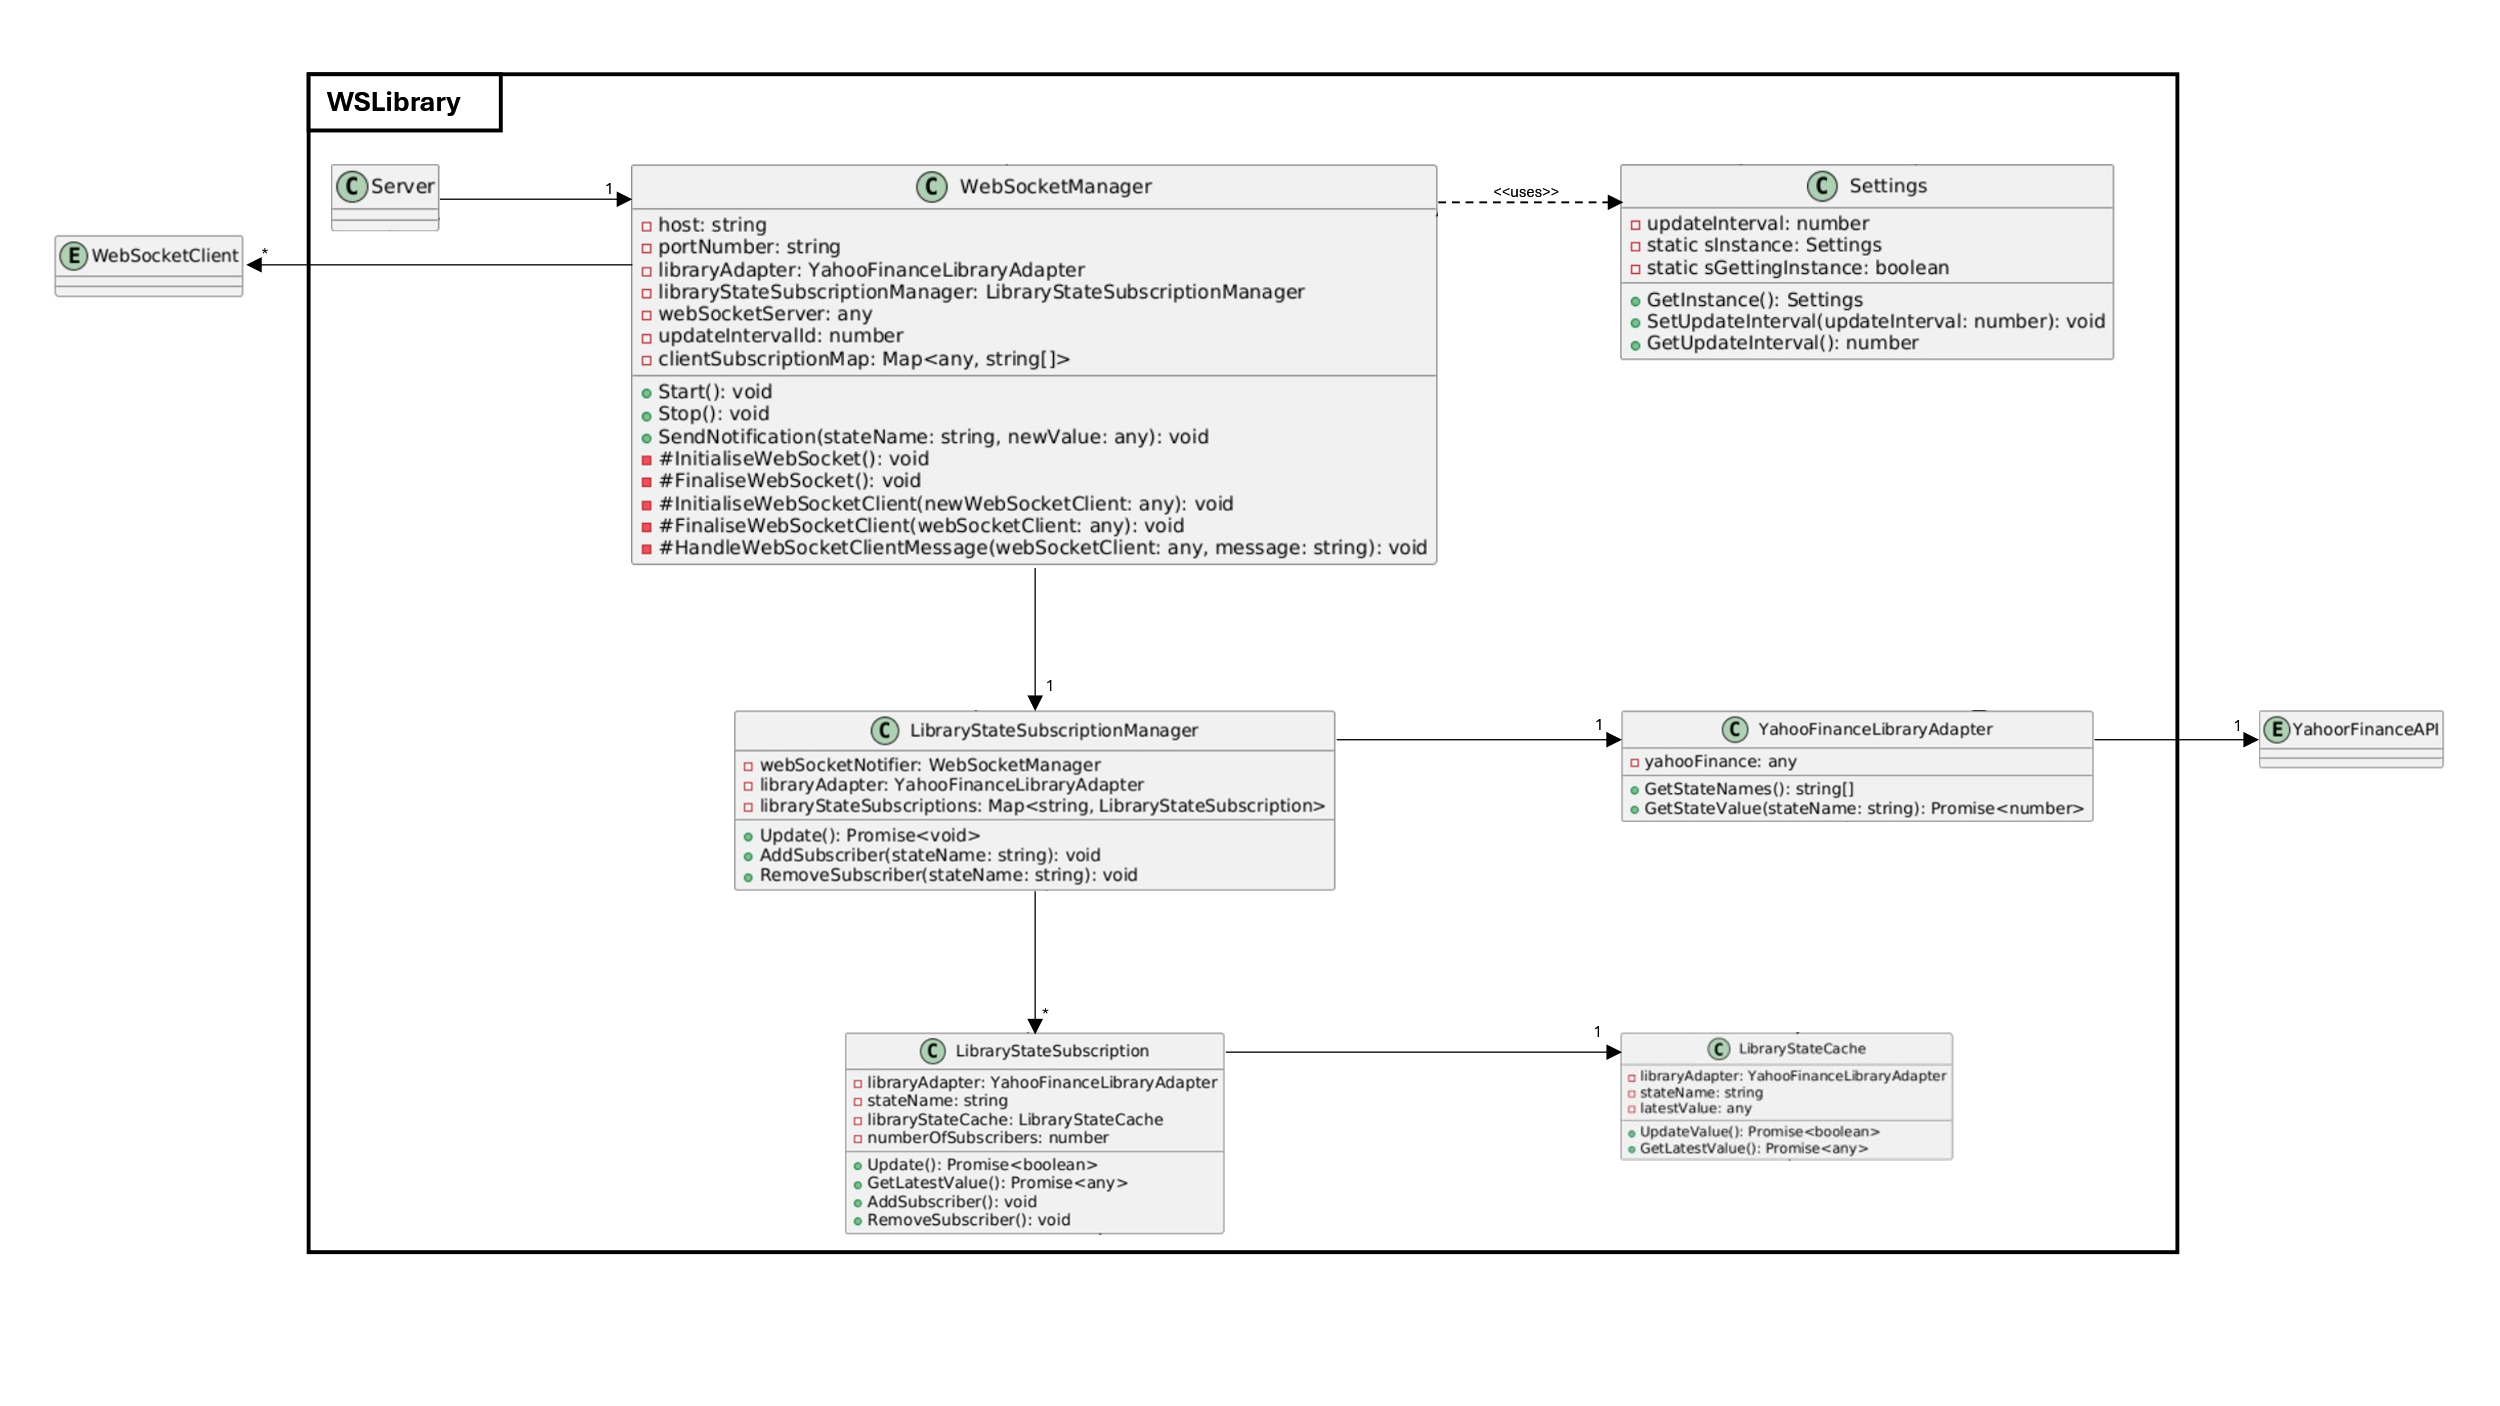 WSLibrary
C Server
1
C WebSocketManager
host: string
portNumber: string
libraryAdapter: YahooFinanceLibraryAdapter
libraryStateSubscriptionManager: LibraryStateSubscriptionManager
webSocketServer: any
updateIntervalId: number
clientSubscriptionMap: Map<any, string[]>
Start(): void
Stop(): void
SendNotification(stateName: string, newValue: any): void
#InitialiseWebSocket(): void
#FinaliseWebSocket(): void
#InitialiseWebSocketClient(newWebSocketClient: any): void
#FinaliseWebSocketClient(webSocketClient: any): void
#HandleWebSocketClientMessage(webSocketClient: any, message: string): void
<<uses>>
C Settings
updateInterval: number
static sInstance: Settings
static sGettingInstance: boolean
GetInstance(): Settings
SetUpdateInterval(updateInterval: number): void
GetUpdateInterval(): number
E WebSocketClient
*
1
C LibraryStateSubscriptionManager
webSocketNotifier: WebSocketManager
libraryAdapter: YahooFinanceLibraryAdapter
libraryStateSubscriptions: Map<string, LibraryStateSubscription>
Update(): Promise<void>
AddSubscriber(stateName: string): void
RemoveSubscriber(stateName: string): void
1
C YahooFinanceLibraryAdapter
yahooFinance: any
GetStateNames(): string[]
GetStateValue(stateName: string): Promise<number>
1
E YahoorFinanceAPI
*
C LibraryStateSubscription
libraryAdapter: YahooFinanceLibraryAdapter
stateName: string
libraryStateCache: LibraryStateCache
numberOfSubscribers: number
Update(): Promise<boolean>
GetLatestValue(): Promise<any>
AddSubscriber(): void
RemoveSubscriber(): void
1
C LibraryStateCache
libraryAdapter: YahooFinanceLibraryAdapter
stateName: string
latestValue: any
UpdateValue(): Promise<boolean>
GetLatestValue(): Promise<any>